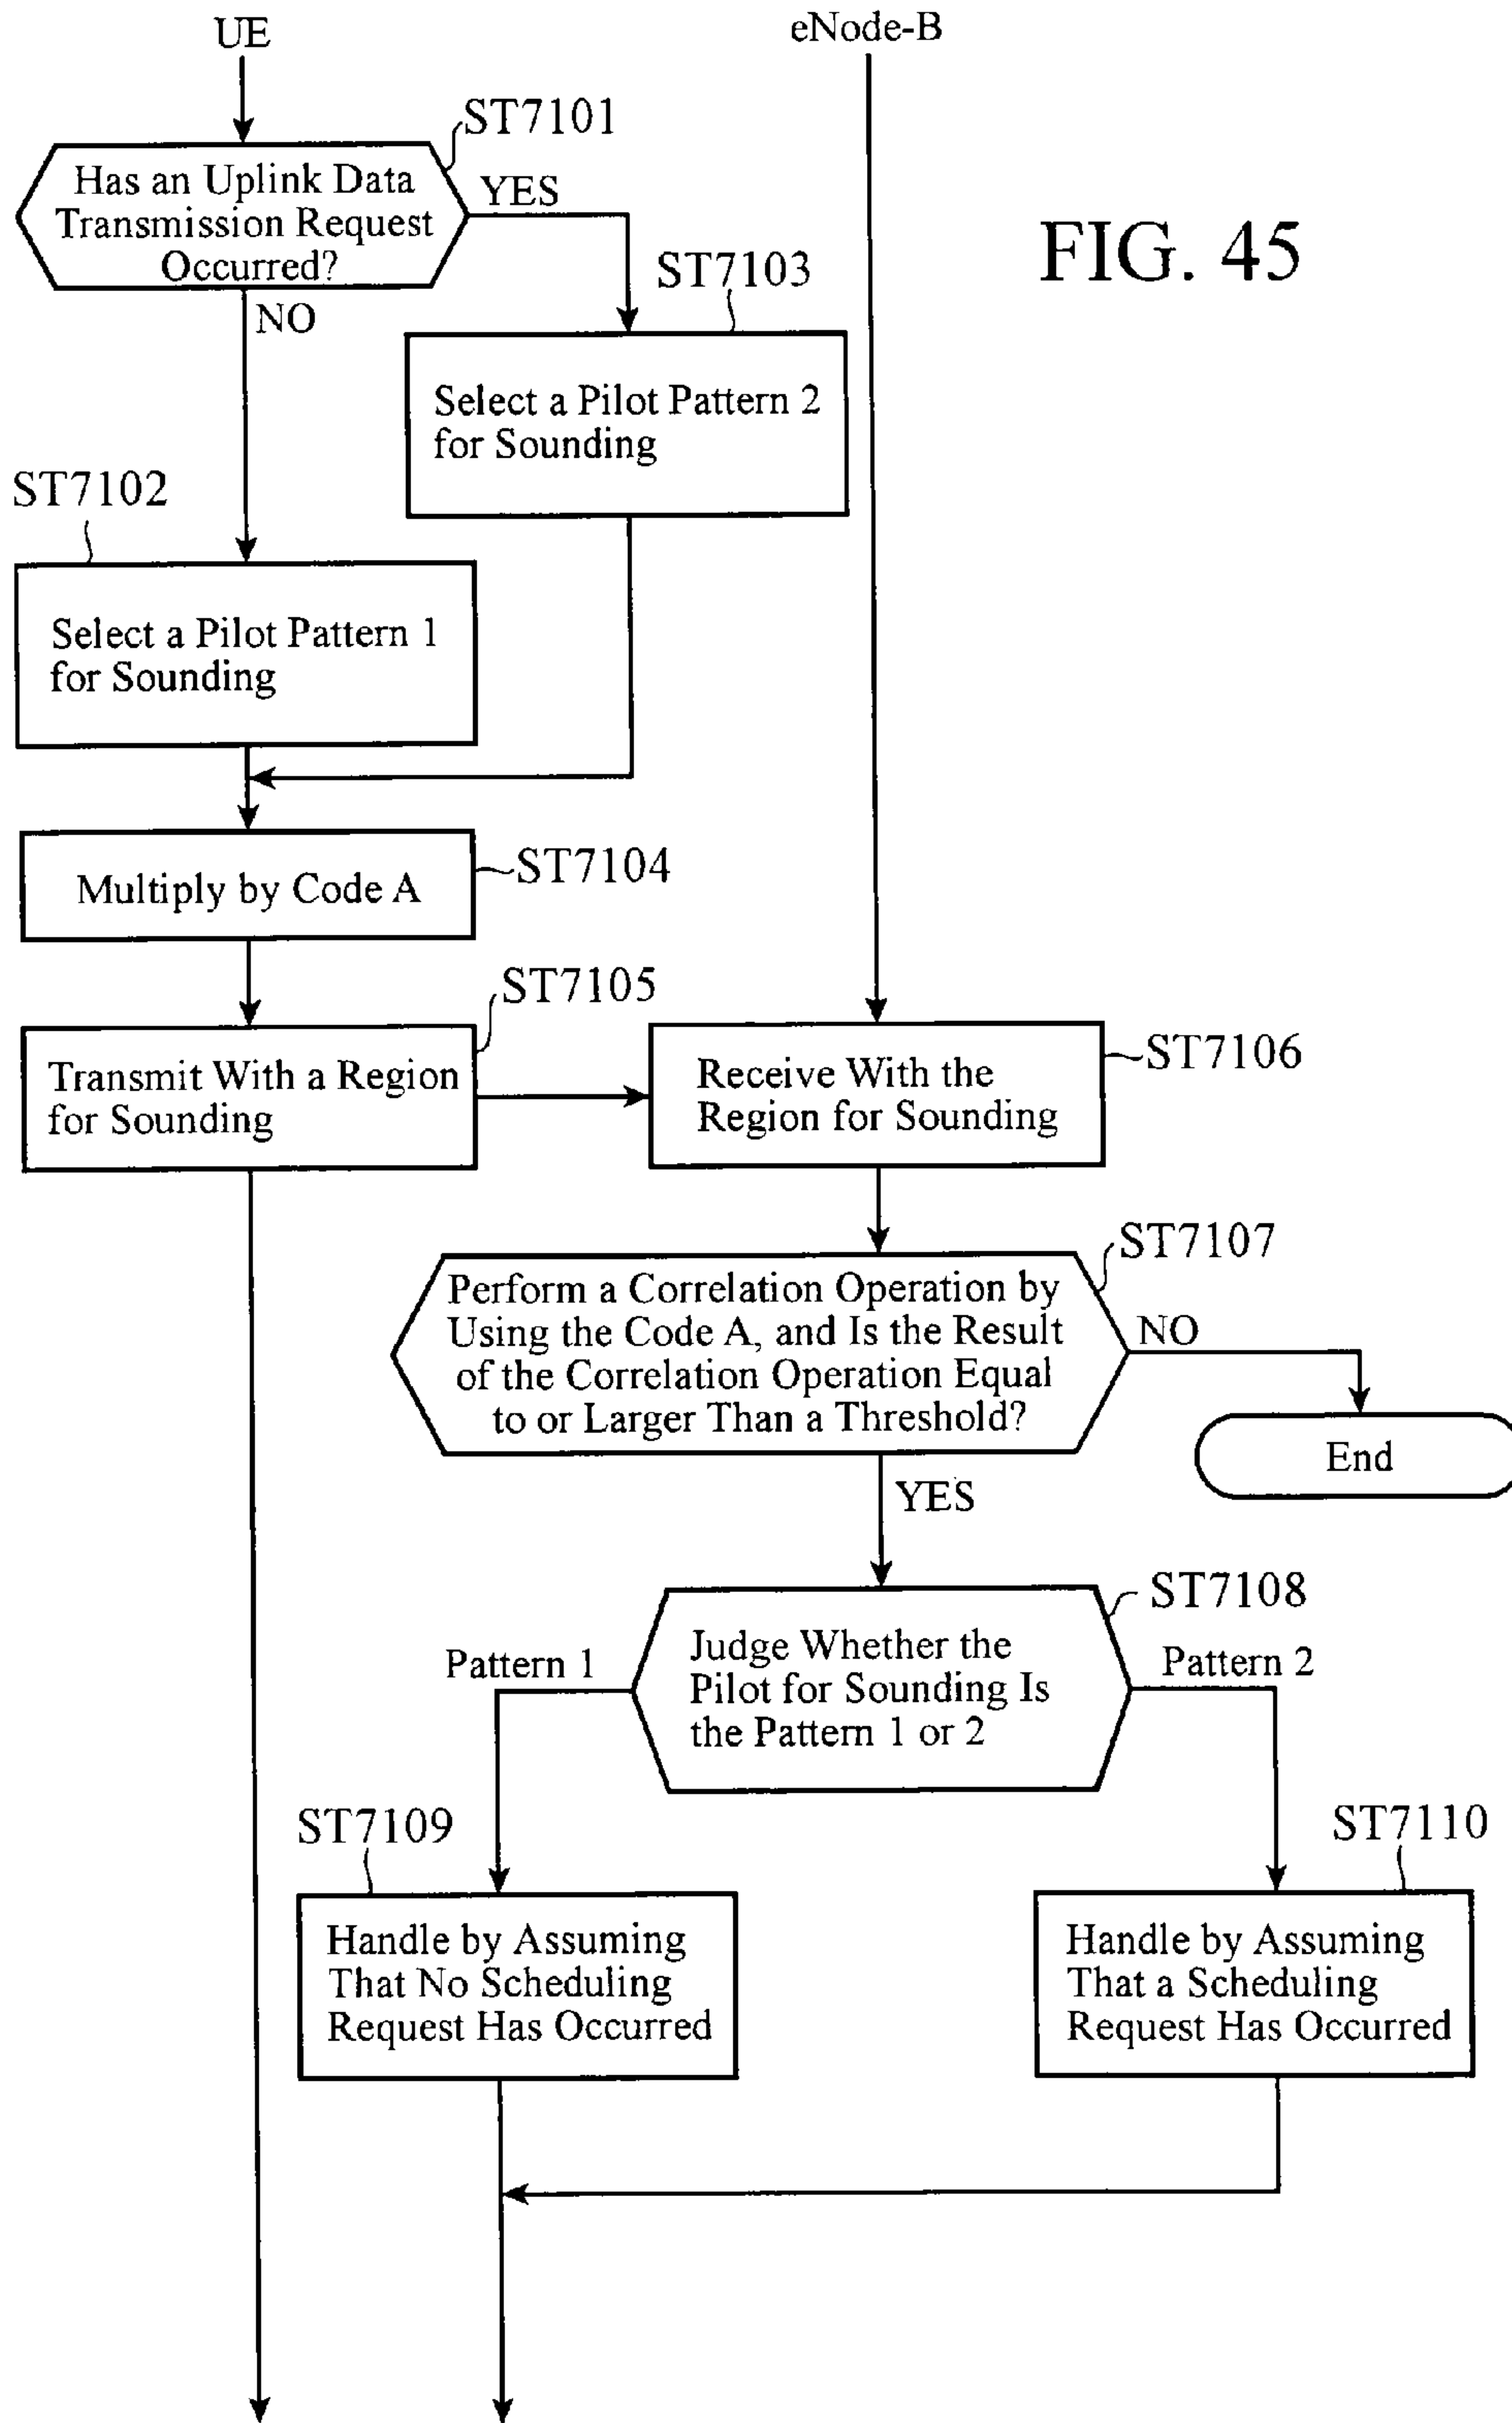 UE
eNode-B
ST7101
Has an Uplink Data
Transmission Request
Occurred?
YES
NO
FIG. 45
ST7103
Select a Pilot Pattern 2
for Sounding
ST7102
Select a Pilot Pattern 1
for Sounding
Multiply by Code A
ST7104
ST7105
Transmit With a Region
for Sounding
Receive With the
Region for Sounding
ST7106
ST7107
Perform a Correlation Operation by
Using the Code A, and Is the Result
of the Correlation Operation Equal
to or Larger Than a Threshold?
NO
End
YES
ST7108
Judge Whether the
Pilot for Sounding Is
the Pattern 1 or 2
Pattern 1
Pattern 2
ST7109
ST7110
Handle by Assuming
That No Scheduling
Request Has Occurred
Handle by Assuming
That a Scheduling
Request Has Occurred